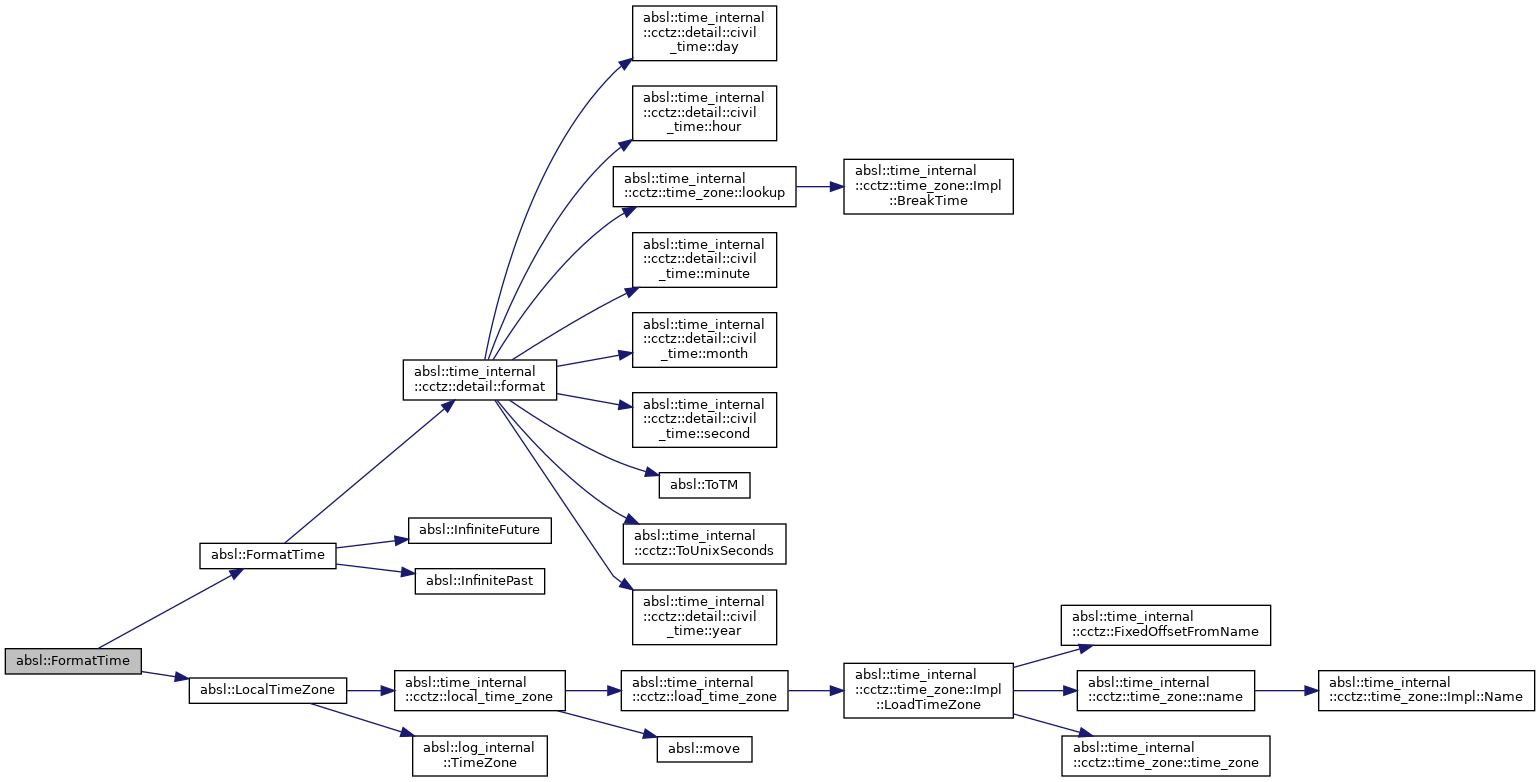 absl::time_internal
::cctz::detail::civil
_time::day
absl::time_internal
::cctz::detail::civil
_time::hour
absl::time_internal
::cctz::time_zone::lookup
absl::time_internal
::cctz::time_zone::Impl
::BreakTime
absl::time_internal
::cctz::detail::civil
_time::minute
absl::time_internal
::cctz::detail::civil
_time::month
absl::time_internal
::cctz::detail::format
absl::time_internal
::cctz::detail::civil
_time::second
absl::ToTM
absl::InfiniteFuture
absl::time_internal
::cctz::ToUnixSeconds
absl::FormatTime
absl::InfinitePast
absl::time_internal
::cctz::detail::civil
_time::year
absl::time_internal
::cctz::FixedOffsetFromName
absl::FormatTime
absl::LocalTimeZone
absl::time_internal
::cctz::local_time_zone
absl::time_internal
::cctz::load_time_zone
absl::time_internal
::cctz::time_zone::Impl
::LoadTimeZone
absl::time_internal
::cctz::time_zone::name
absl::time_internal
::cctz::time_zone::Impl::Name
absl::log_internal
::TimeZone
absl::move
absl::time_internal
::cctz::time_zone::time_zone